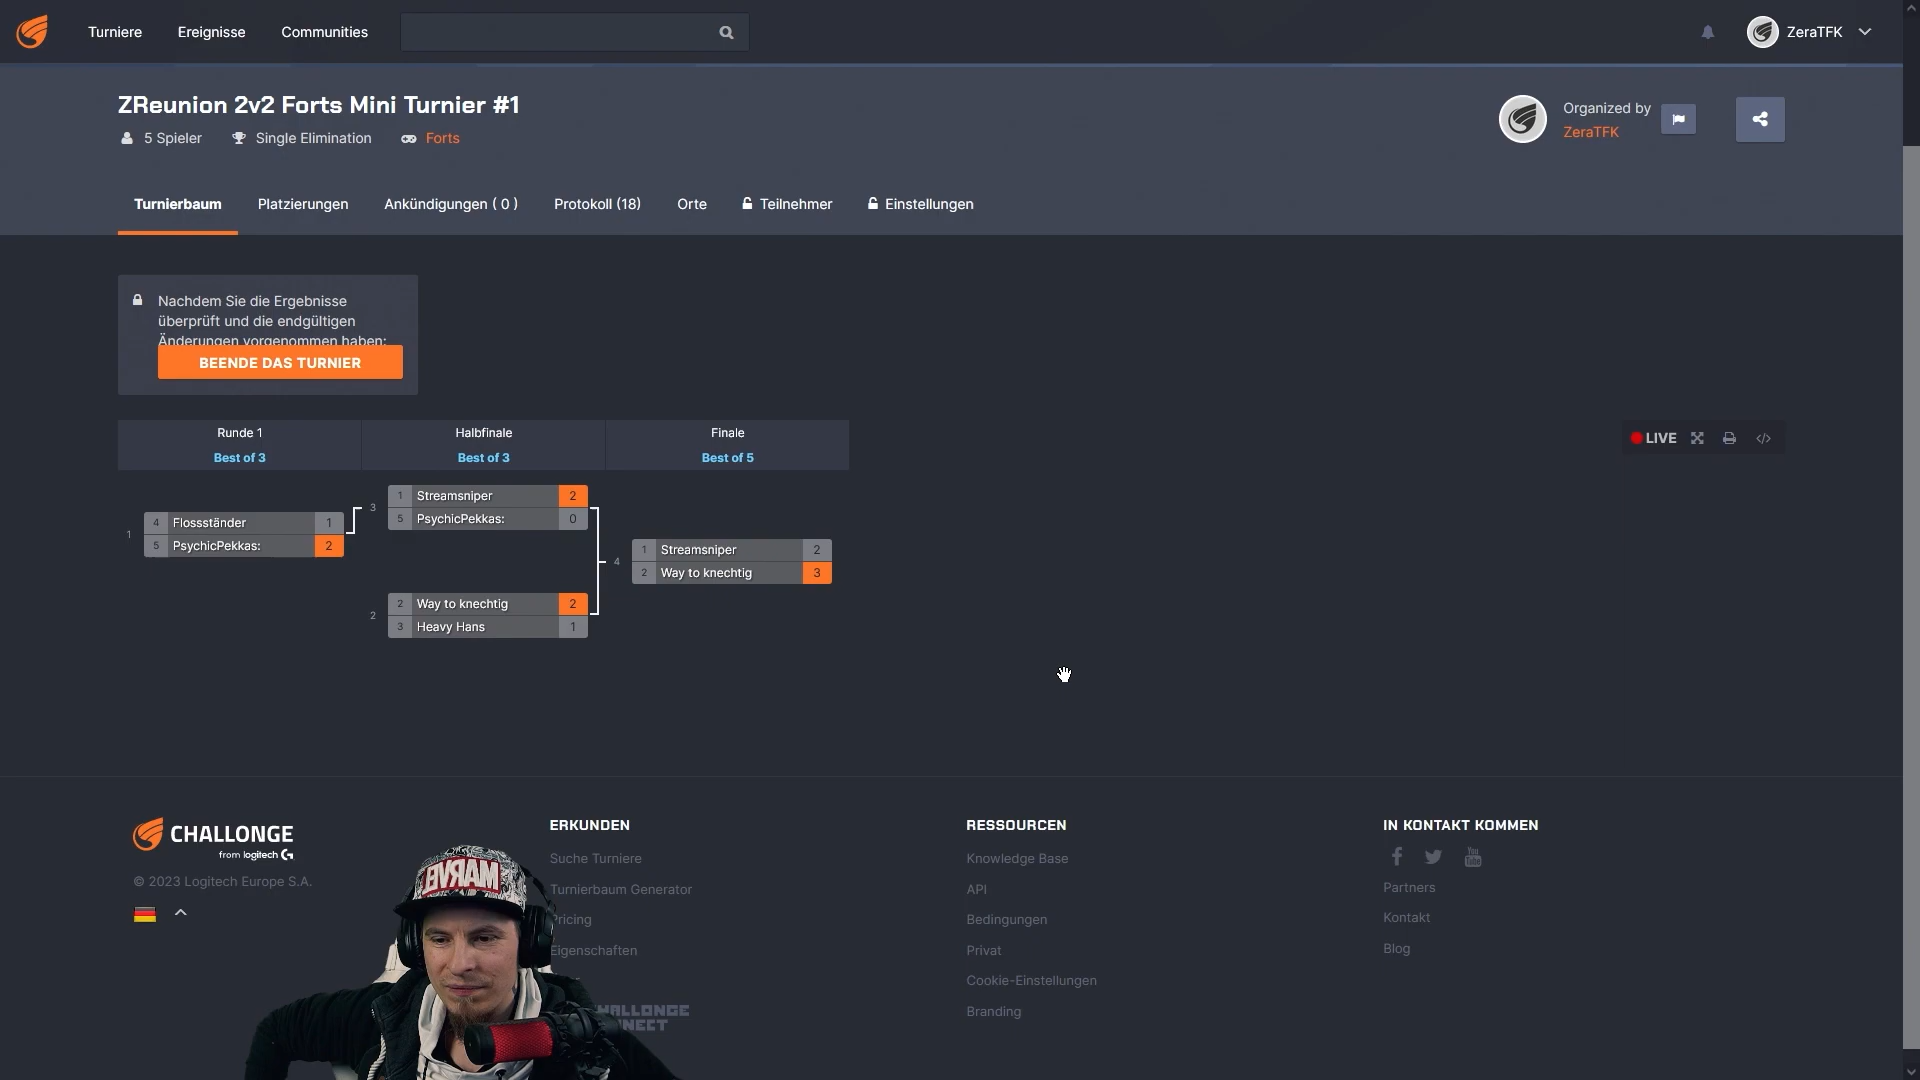 Turniere
Ereignisse
Communities
ZeraTFK
ZReunion 2v2 Forts Mini Turnier #1
5 Spieler
Single Elimination
Forts
Organized by
ZeraTFK
Turnierbaum
Platzierungen
Ankündigungen ( 0 )
Protokoll (18)
Orte
Teilnehmer
Einstellungen
Nachdem Sie die Ergebnisse
überprüft und die endgültigen
Änderungen vorgenommen haben:
BEENDE DAS TURNIER
Runde 1
Best of 3
Halbfinale
Best of 3
Finale
Best of 5
LIVE
1
4 Flossständer 1
5 PsychicPekkas: 2
3
1 Streamsniper 2
5 PsychicPekkas: 0
2
2 Way to knechtig 2
3 Heavy Hans 1
4
1 Streamsniper 2
2 Way to knechtig 3
CHALLONGE
from logitech G
© 2023 Logitech Europe S.A.
MARVEL
ERKUNDEN
Suche Turniere
Turnierbaum Generator
Pricing
Eigenschaften
RESSOURCEN
Knowledge Base
API
Bedingungen
Privat
Cookie-Einstellungen
Branding
IN KONTAKT KOMMEN
You
Tube
Partners
Kontakt
Blog